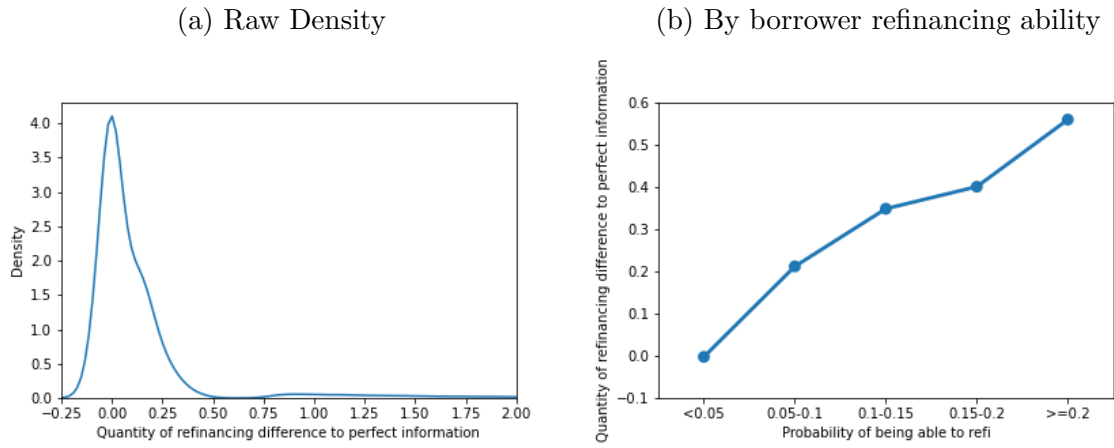 (a) Raw Density
(b) By borrower refinancing ability
Density
4.0
3.5
3.0
2.5
2.0
1.5
1.0
0.5
0.0
−0.25 0.00 0.25 0.50 0.75 1.00 1.25 1.50 1.75 2.00
Quantity of refinancing difference to perfect information
Quantity of refinancing difference to perfect information
0.6
0.5
0.4
0.3
0.2
0.1
0.0
−0.1
<0.05 0.05-0.1 0.1-0.15 0.15-0.2 >=0.2
Probability of being able to refi